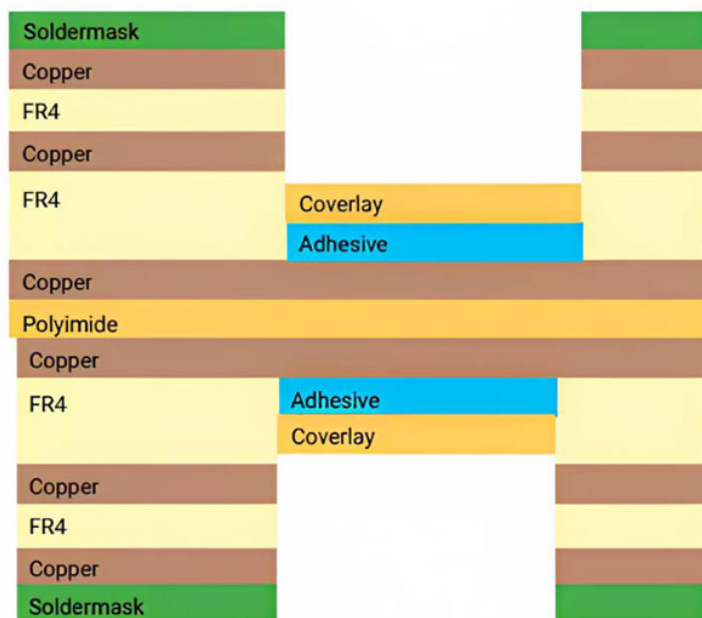 Soldermask
Copper
FR4
Copper
FR4
Coverlay
Adhesive
Copper
Polyimide
Copper
FR4
Adhesive
Coverlay
Copper
FR4
Copper
Soldermask